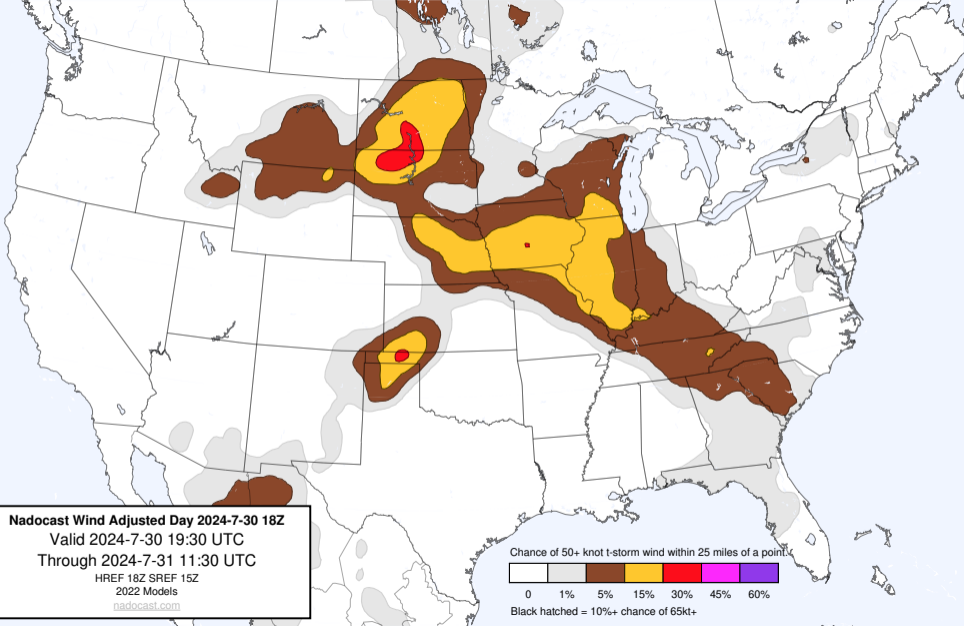 Nadocast Wind Adjusted Day 2024-7-30 18Z
Valid 2024-7-30 19:30 UTC
Through 2024-7-31 11:30 UTC
HREF 18Z SREF 15Z
2022 Models
nadocast.com
Chance of 50+ knot t-storm wind within 25 miles of a point.
0 1% 5% 15% 30% 45% 60%
Black hatched = 10%+ chance of 65kt+